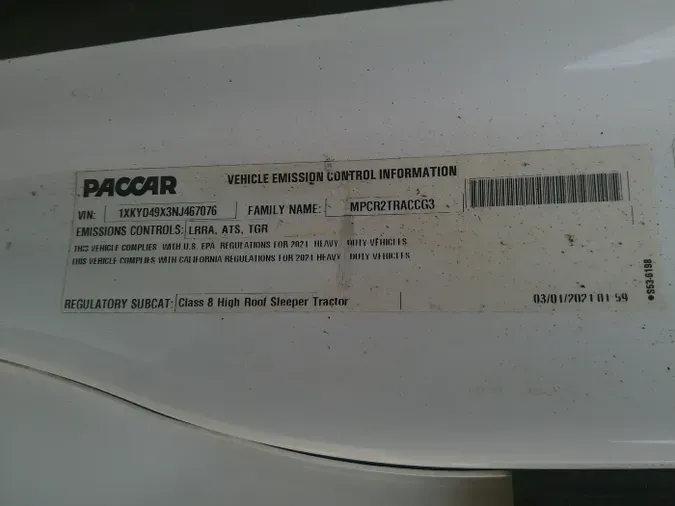 PACCAR VEHICLE EMISSION CONTROL INFORMATION
VIN: 1XKYD49X3NJ467076 FAMILY NAME: MPCR2TRACCG3
EMISSIONS CONTROLS: LRRA, ATS, TGR
THIS VEHICLE COMPLIES WITH U.S. EPA REGULATIONS FOR 2021 HEAVY DUTY VEHICLES
THIS VEHICLE COMPLIES WITH CALIFORNIA REGULATIONS FOR 2021 HEAVY DUTY VEHICLES
REGULATORY SUBCAT: Class 8 High Roof Sleeper Tractor 03/01/2021 01 59
S53-6198